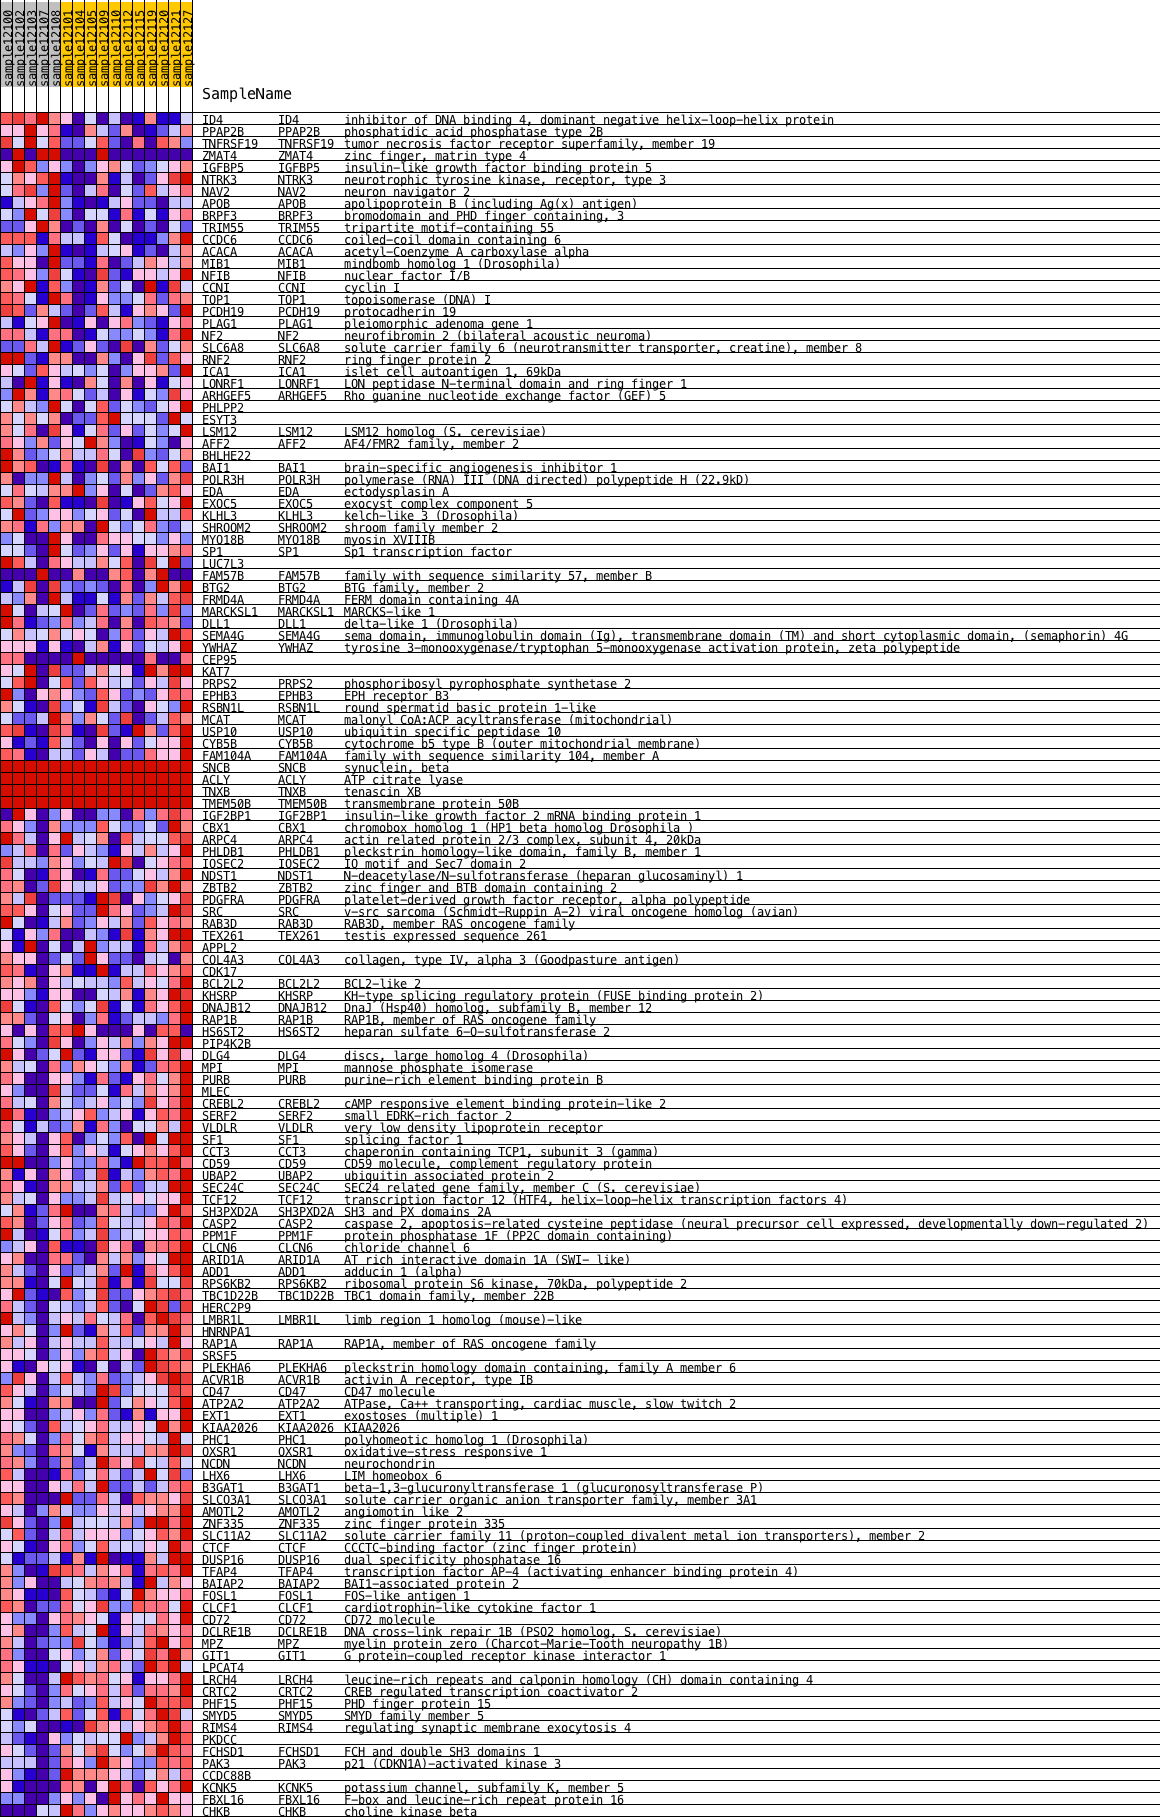 sample12100
sample12102
sample12103
sample12107
sample12108
sample12101
sample12104
sample12105
sample12109
sample12110
sample12112
sample12115
sample12119
sample12120
sample12121
sample12127
SampleName
ID4 ID4 inhibitor of DNA binding 4, dominant negative helix-loop-helix protein
PPAP2B PPAP2B phosphatidic acid phosphatase type 2B
TNFRSF19 TNFRSF19 tumor necrosis factor receptor superfamily, member 19
ZMAT4 ZMAT4 zinc finger, matrin type 4
IGFBP5 IGFBP5 insulin-like growth factor binding protein 5
NTRK3 NTRK3 neurotrophic tyrosine kinase, receptor, type 3
NAV2 NAV2 neuron navigator 2
APOB APOB apolipoprotein B (including Ag(x) antigen)
BRPF3 BRPF3 bromodomain and PHD finger containing, 3
TRIM55 TRIM55 tripartite motif-containing 55
CCDC6 CCDC6 coiled-coil domain containing 6
ACACA ACACA acetyl-Coenzyme A carboxylase alpha
MIB1 MIB1 mindbomb homolog 1 (Drosophila)
NFIB NFIB nuclear factor I/B
CCNI CCNI cyclin I
TOP1 TOP1 topoisomerase (DNA) I
PCDH19 PCDH19 protocadherin 19
PLAG1 PLAG1 pleiomorphic adenoma gene 1
NF2 NF2 neurofibromin 2 (bilateral acoustic neuroma)
SLC6A8 SLC6A8 solute carrier family 6 (neurotransmitter transporter, creatine), member 8
RNF2 RNF2 ring finger protein 2
ICA1 ICA1 islet cell autoantigen 1, 69kDa
LONRF1 LONRF1 LON peptidase N-terminal domain and ring finger 1
ARHGEF5 ARHGEF5 Rho guanine nucleotide exchange factor (GEF) 5
PHLPP2
ESYT3
LSM12 LSM12 LSM12 homolog (S. cerevisiae)
AFF2 AFF2 AF4/FMR2 family, member 2
BHLHE22
BAI1 BAI1 brain-specific angiogenesis inhibitor 1
POLR3H POLR3H polymerase (RNA) III (DNA directed) polypeptide H (22.9kD)
EDA EDA ectodysplasin A
EXOC5 EXOC5 exocyst complex component 5
KLHL3 KLHL3 kelch-like 3 (Drosophila)
SHROOM2 SHROOM2 shroom family member 2
MYO18B MYO18B myosin XVIIIB
SP1 SP1 Sp1 transcription factor
LUC7L3
FAM57B FAM57B family with sequence similarity 57, member B
BTG2 BTG2 BTG family, member 2
FRMD4A FRMD4A FERM domain containing 4A
MARCKSL1 MARCKSL1 MARCKS-like 1
DLL1 DLL1 delta-like 1 (Drosophila)
SEMA4G SEMA4G sema domain, immunoglobulin domain (Ig), transmembrane domain (TM) and short cytoplasmic domain, (semaphorin) 4G
YWHAZ YWHAZ tyrosine 3-monooxygenase/tryptophan 5-monooxygenase activation protein, zeta polypeptide
CEP95
KAT7
PRPS2 PRPS2 phosphoribosyl pyrophosphate synthetase 2
EPHB3 EPHB3 EPH receptor B3
RSBN1L RSBN1L round spermatid basic protein 1-like
MCAT MCAT malonyl CoA:ACP acyltransferase (mitochondrial)
USP10 USP10 ubiquitin specific peptidase 10
CYB5B CYB5B cytochrome b5 type B (outer mitochondrial membrane)
FAM104A FAM104A family with sequence similarity 104, member A
SNCB SNCB synuclein, beta
ACLY ACLY ATP citrate lyase
TNXB TNXB tenascin XB
TMEM50B TMEM50B transmembrane protein 50B
IGF2BP1 IGF2BP1 insulin-like growth factor 2 mRNA binding protein 1
CBX1 CBX1 chromobox homolog 1 (HP1 beta homolog Drosophila )
ARPC4 ARPC4 actin related protein 2/3 complex, subunit 4, 20kDa
PHLDB1 PHLDB1 pleckstrin homology-like domain, family B, member 1
IQSEC2 IQSEC2 IQ motif and Sec7 domain 2
NDST1 NDST1 N-deacetylase/N-sulfotransferase (heparan glucosaminyl) 1
ZBTB2 ZBTB2 zinc finger and BTB domain containing 2
PDGFRA PDGFRA platelet-derived growth factor receptor, alpha polypeptide
SRC SRC v-src sarcoma (Schmidt-Ruppin A-2) viral oncogene homolog (avian)
RAB3D RAB3D RAB3D, member RAS oncogene family
TEX261 TEX261 testis expressed sequence 261
APPL2
COL4A3 COL4A3 collagen, type IV, alpha 3 (Goodpasture antigen)
CDK17
BCL2L2 BCL2L2 BCL2-like 2
KHSRP KHSRP KH-type splicing regulatory protein (FUSE binding protein 2)
DNAJB12 DNAJB12 DnaJ (Hsp40) homolog, subfamily B, member 12
RAP1B RAP1B RAP1B, member of RAS oncogene family
HS6ST2 HS6ST2 heparan sulfate 6-O-sulfotransferase 2
PIP4K2B
DLG4 DLG4 discs, large homolog 4 (Drosophila)
MPI MPI mannose phosphate isomerase
PURB PURB purine-rich element binding protein B
MLEC
CREBL2 CREBL2 cAMP responsive element binding protein-like 2
SERF2 SERF2 small EDRK-rich factor 2
VLDLR VLDLR very low density lipoprotein receptor
SF1 SF1 splicing factor 1
CCT3 CCT3 chaperonin containing TCP1, subunit 3 (gamma)
CD59 CD59 CD59 molecule, complement regulatory protein
UBAP2 UBAP2 ubiquitin associated protein 2
SEC24C SEC24C SEC24 related gene family, member C (S. cerevisiae)
TCF12 TCF12 transcription factor 12 (HTF4, helix-loop-helix transcription factors 4)
SH3PXD2A SH3PXD2A SH3 and PX domains 2A
CASP2 CASP2 caspase 2, apoptosis-related cysteine peptidase (neural precursor cell expressed, developmentally down-regulated 2)
PPM1F PPM1F protein phosphatase 1F (PP2C domain containing)
CLCN6 CLCN6 chloride channel 6
ARID1A ARID1A AT rich interactive domain 1A (SWI- like)
ADD1 ADD1 adducin 1 (alpha)
RPS6KB2 RPS6KB2 ribosomal protein S6 kinase, 70kDa, polypeptide 2
TBC1D22B TBC1D22B TBC1 domain family, member 22B
HERC2P9
LMBR1L LMBR1L limb region 1 homolog (mouse)-like
HNRNPA1
RAP1A RAP1A RAP1A, member of RAS oncogene family
SRSF5
PLEKHA6 PLEKHA6 pleckstrin homology domain containing, family A member 6
ACVR1B ACVR1B activin A receptor, type IB
CD47 CD47 CD47 molecule
ATP2A2 ATP2A2 ATPase, Ca++ transporting, cardiac muscle, slow twitch 2
EXT1 EXT1 exostoses (multiple) 1
KIAA2026 KIAA2026 KIAA2026
PHC1 PHC1 polyhomeotic homolog 1 (Drosophila)
OXSR1 OXSR1 oxidative-stress responsive 1
NCDN NCDN neurochondrin
LHX6 LHX6 LIM homeobox 6
B3GAT1 B3GAT1 beta-1,3-glucuronyltransferase 1 (glucuronosyltransferase P)
SLCO3A1 SLCO3A1 solute carrier organic anion transporter family, member 3A1
AMOTL2 AMOTL2 angiomotin like 2
ZNF335 ZNF335 zinc finger protein 335
SLC11A2 SLC11A2 solute carrier family 11 (proton-coupled divalent metal ion transporters), member 2
CTCF CTCF CCCTC-binding factor (zinc finger protein)
DUSP16 DUSP16 dual specificity phosphatase 16
TFAP4 TFAP4 transcription factor AP-4 (activating enhancer binding protein 4)
BAIAP2 BAIAP2 BAI1-associated protein 2
FOSL1 FOSL1 FOS-like antigen 1
CLCF1 CLCF1 cardiotrophin-like cytokine factor 1
CD72 CD72 CD72 molecule
DCLRE1B DCLRE1B DNA cross-link repair 1B (PSO2 homolog, S. cerevisiae)
MPZ MPZ myelin protein zero (Charcot-Marie-Tooth neuropathy 1B)
GIT1 GIT1 G protein-coupled receptor kinase interactor 1
LPCAT4
LRCH4 LRCH4 leucine-rich repeats and calponin homology (CH) domain containing 4
CRTC2 CRTC2 CREB regulated transcription coactivator 2
PHF15 PHF15 PHD finger protein 15
SMYD5 SMYD5 SMYD family member 5
RIMS4 RIMS4 regulating synaptic membrane exocytosis 4
PKDCC
FCHSD1 FCHSD1 FCH and double SH3 domains 1
PAK3 PAK3 p21 (CDKN1A)-activated kinase 3
CCDC88B
KCNK5 KCNK5 potassium channel, subfamily K, member 5
FBXL16 FBXL16 F-box and leucine-rich repeat protein 16
CHKB CHKB choline kinase beta